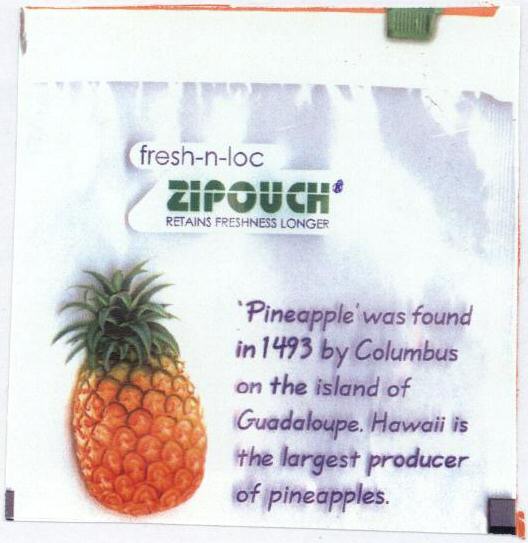 fresh-n-loc
ZIPOUCH®
RETAINS FRESHNESS LONGER
'Pineapple' was found
in 1493 by Columbus
on the island of
Guadaloupe. Hawaii is
the largest producer
of pineapples.